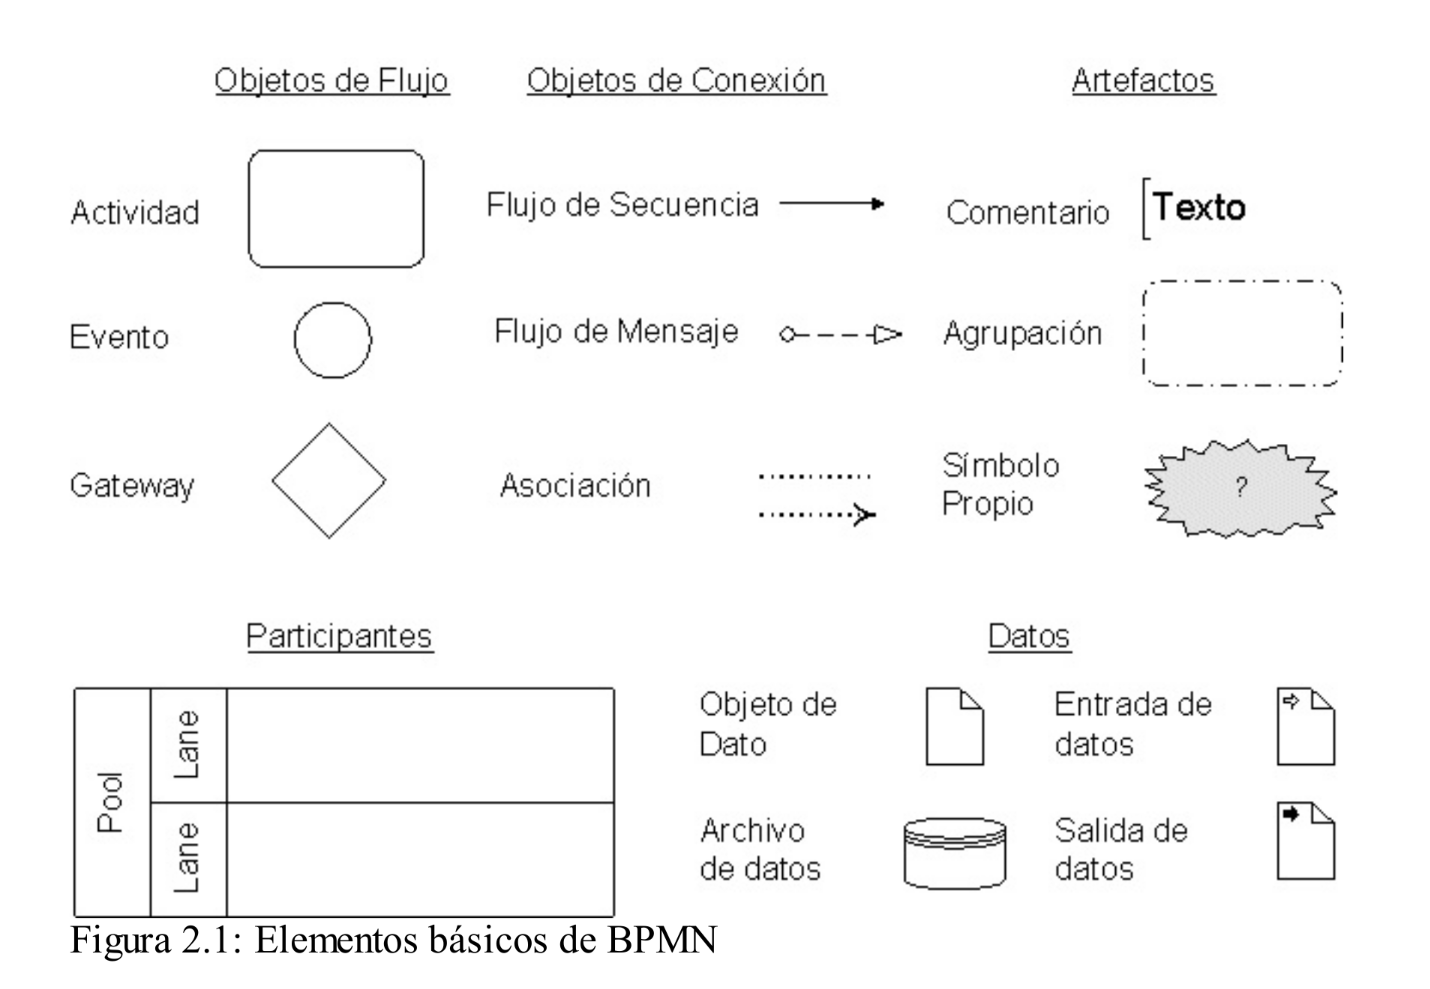 Objetos de Flujo
Objetos de Conexión
Artefactos
Actividad
Flujo de Secuencia
Comentario
Texto
Evento
Flujo de Mensaje
Agrupación
Gateway
Asociación
Símbolo
Propio
?
Participantes
Datos
Pool
Lane
Lane
Objeto de
Dato
Entrada de
datos
Archivo
de datos
Salida de
datos
Figura 2.1: Elementos básicos de BPMN